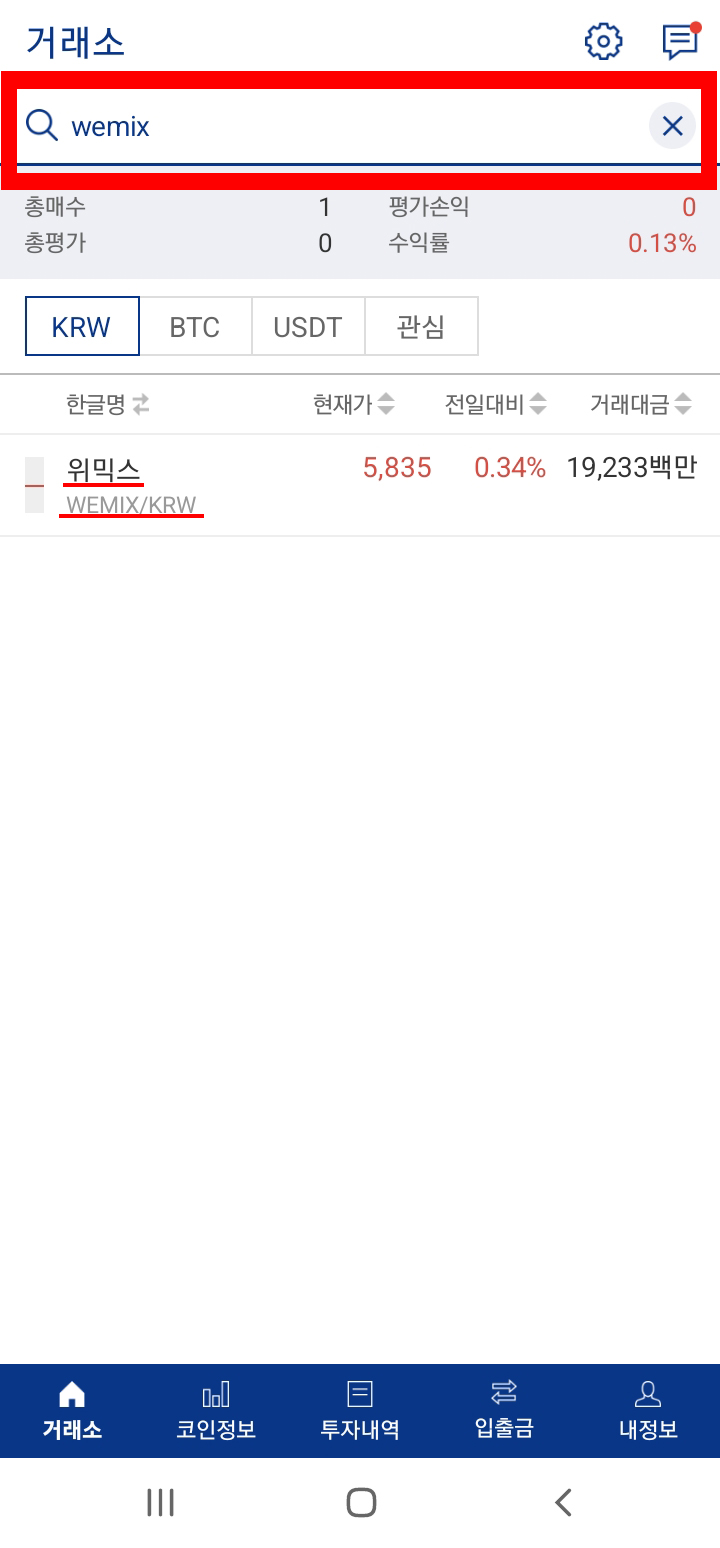 거래소
wemix
총매수 1 평가손익 0
총평가 0 수익률 0.13%
KRW BTC USDT 관심
한글명 현재가 전일대비 거래대금
위믹스 5,835 0.34% 19,233백만
WEMIX/KRW
거래소 코인정보 투자내역 입출금 내정보